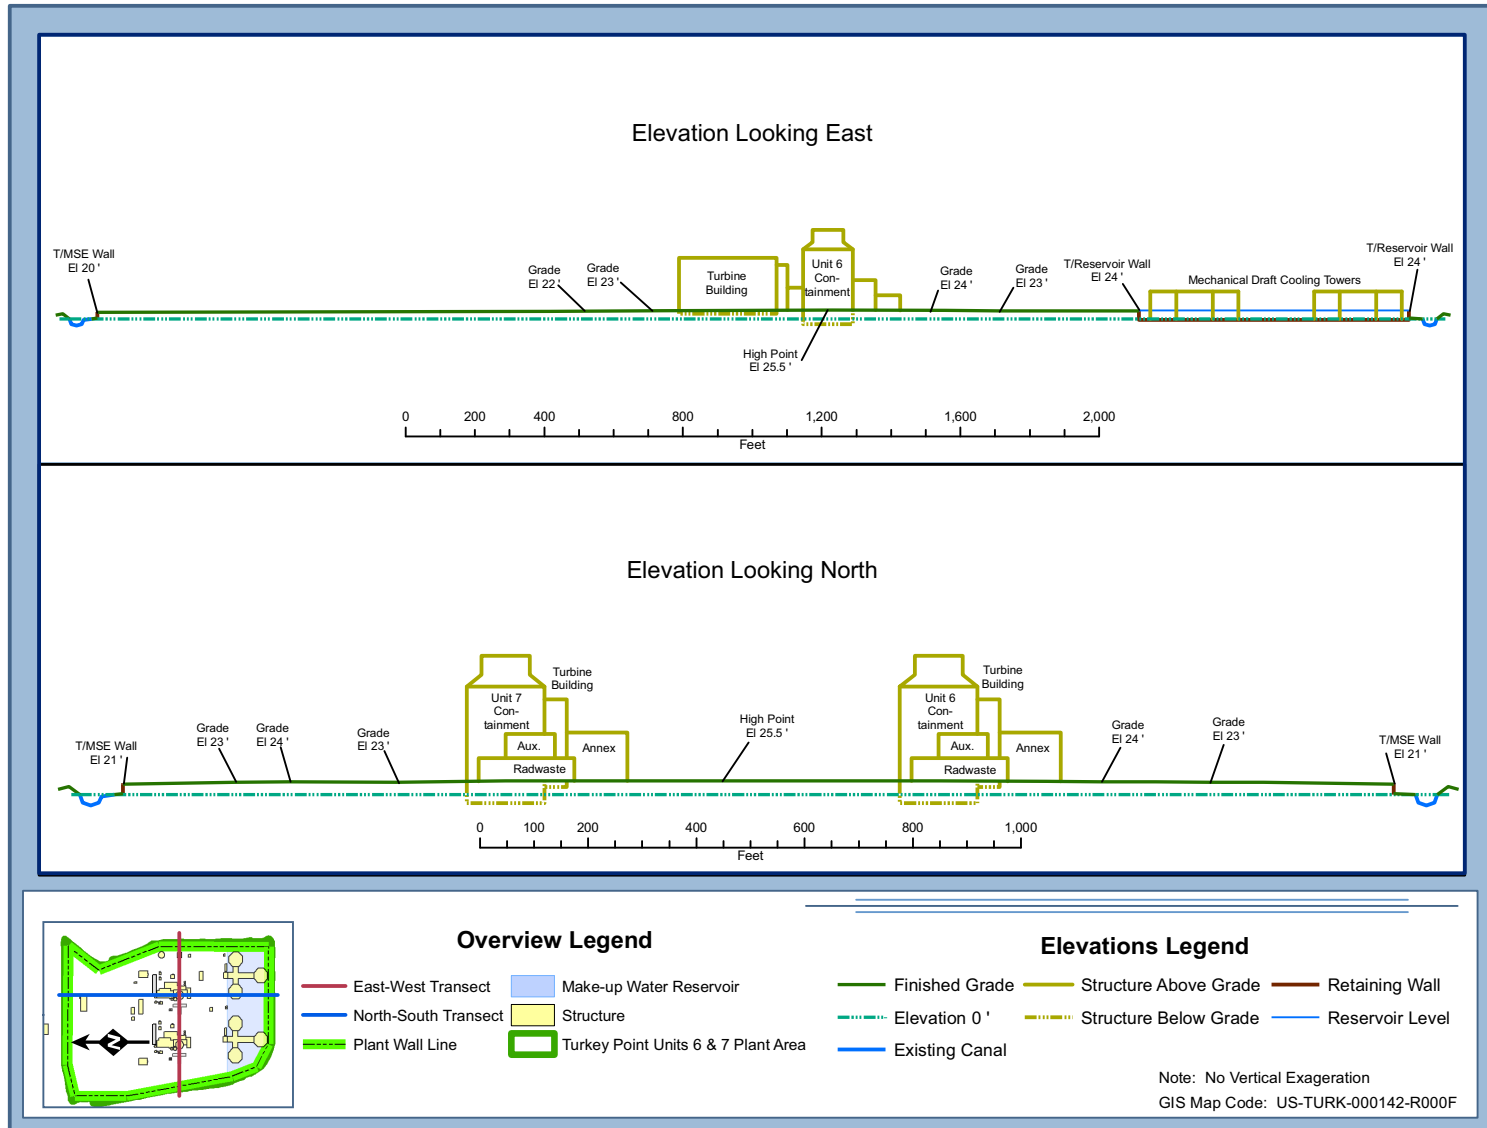 Elevation Looking East
T/MSE Wall
El 20 '
Grade
El 22 '
Grade
El 23 '
Turbine
Building
Unit 6
Con-
tainment
Grade
El 24 '
Grade
El 23 '
T/Reservoir Wall
El 24 '
Mechanical Draft Cooling Towers
T/Reservoir Wall
El 24 '
High Point
El 25.5 '
0 200 400 800 1,200 1,600 2,000
Feet
Elevation Looking North
T/MSE Wall
El 21 '
Grade
El 23 '
Grade
El 24 '
Grade
El 23 '
Unit 7
Con-
tainment
Turbine
Building
Aux.
Annex
Radwaste
High Point
El 25.5 '
Unit 6
Con-
tainment
Turbine
Building
Aux.
Annex
Radwaste
Grade
El 24 '
Grade
El 23 '
T/MSE Wall
El 21 '
0 100 200 400 600 800 1,000
Feet
N
Overview Legend
East-West Transect
North-South Transect
Plant Wall Line
Make-up Water Reservoir
Structure
Turkey Point Units 6 & 7 Plant Area
Elevations Legend
Finished Grade
Elevation 0 '
Existing Canal
Structure Above Grade
Structure Below Grade
Retaining Wall
Reservoir Level
Note: No Vertical Exageration
GIS Map Code: US-TURK-000142-R000F